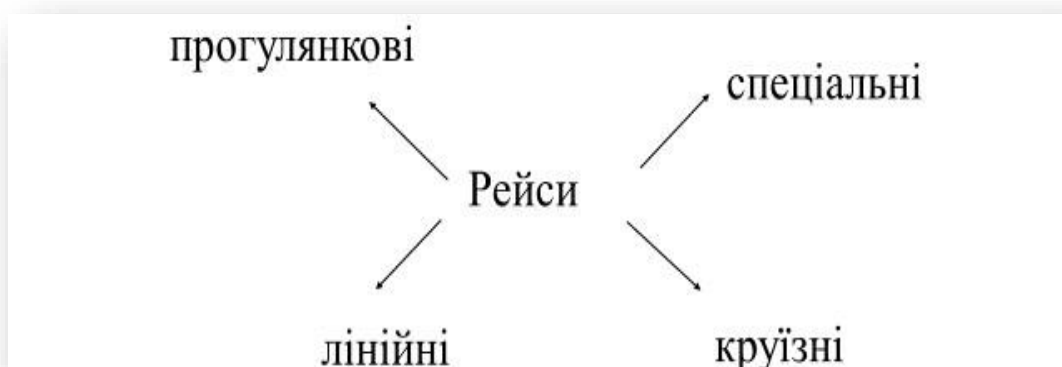 прогулянкові
спеціальні
Рейси
лінійні
круїзні